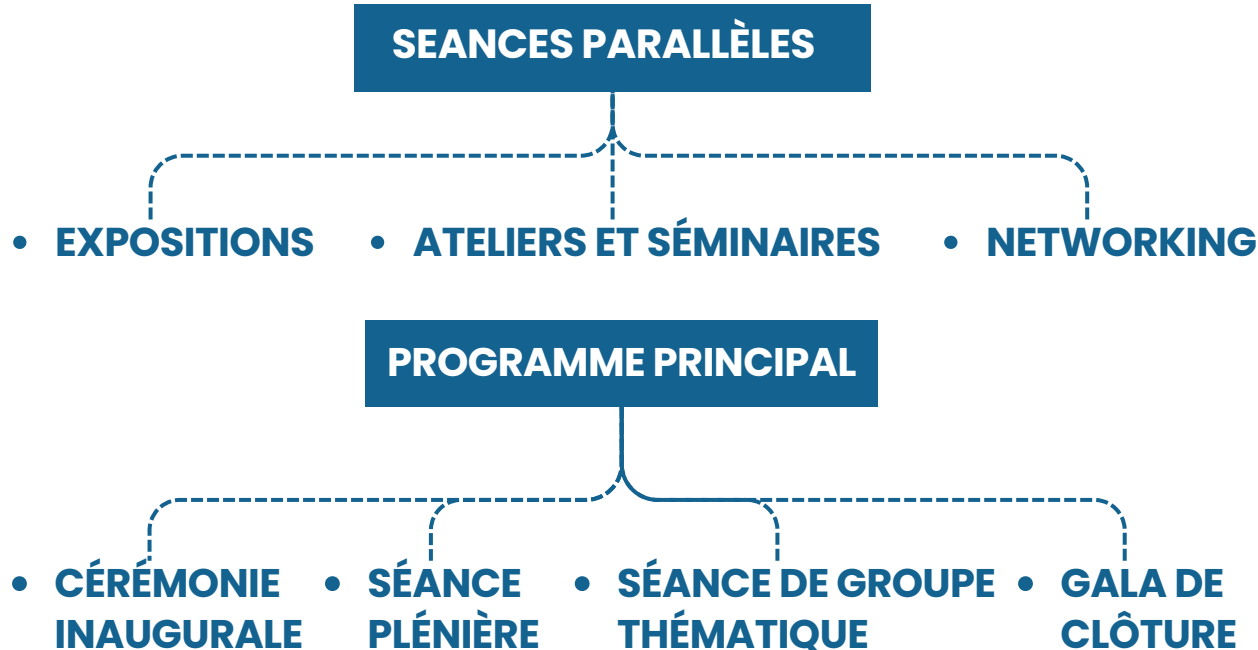 SEANCES PARALLÈLES
• EXPOSITIONS • ATELIERS ET SÉMINAIRES • NETWORKING
PROGRAMME PRINCIPAL
• CÉRÉMONIE INAUGURALE
• SÉANCE PLÉNIÈRE
• SÉANCE DE GROUPE THÉMATIQUE
• GALA DE CLÔTURE